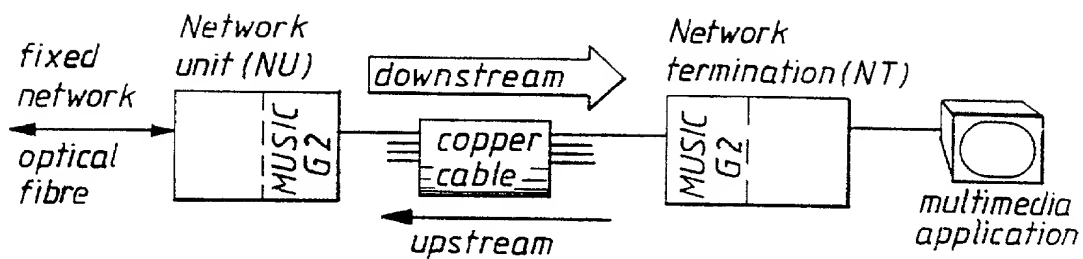 Network
unit (NU)
fixed
network
optical
fibre
MUSIC
G2
downstream
copper
cable
upstream
Network
termination (NT)
MUSIC
G2
multimedia
application